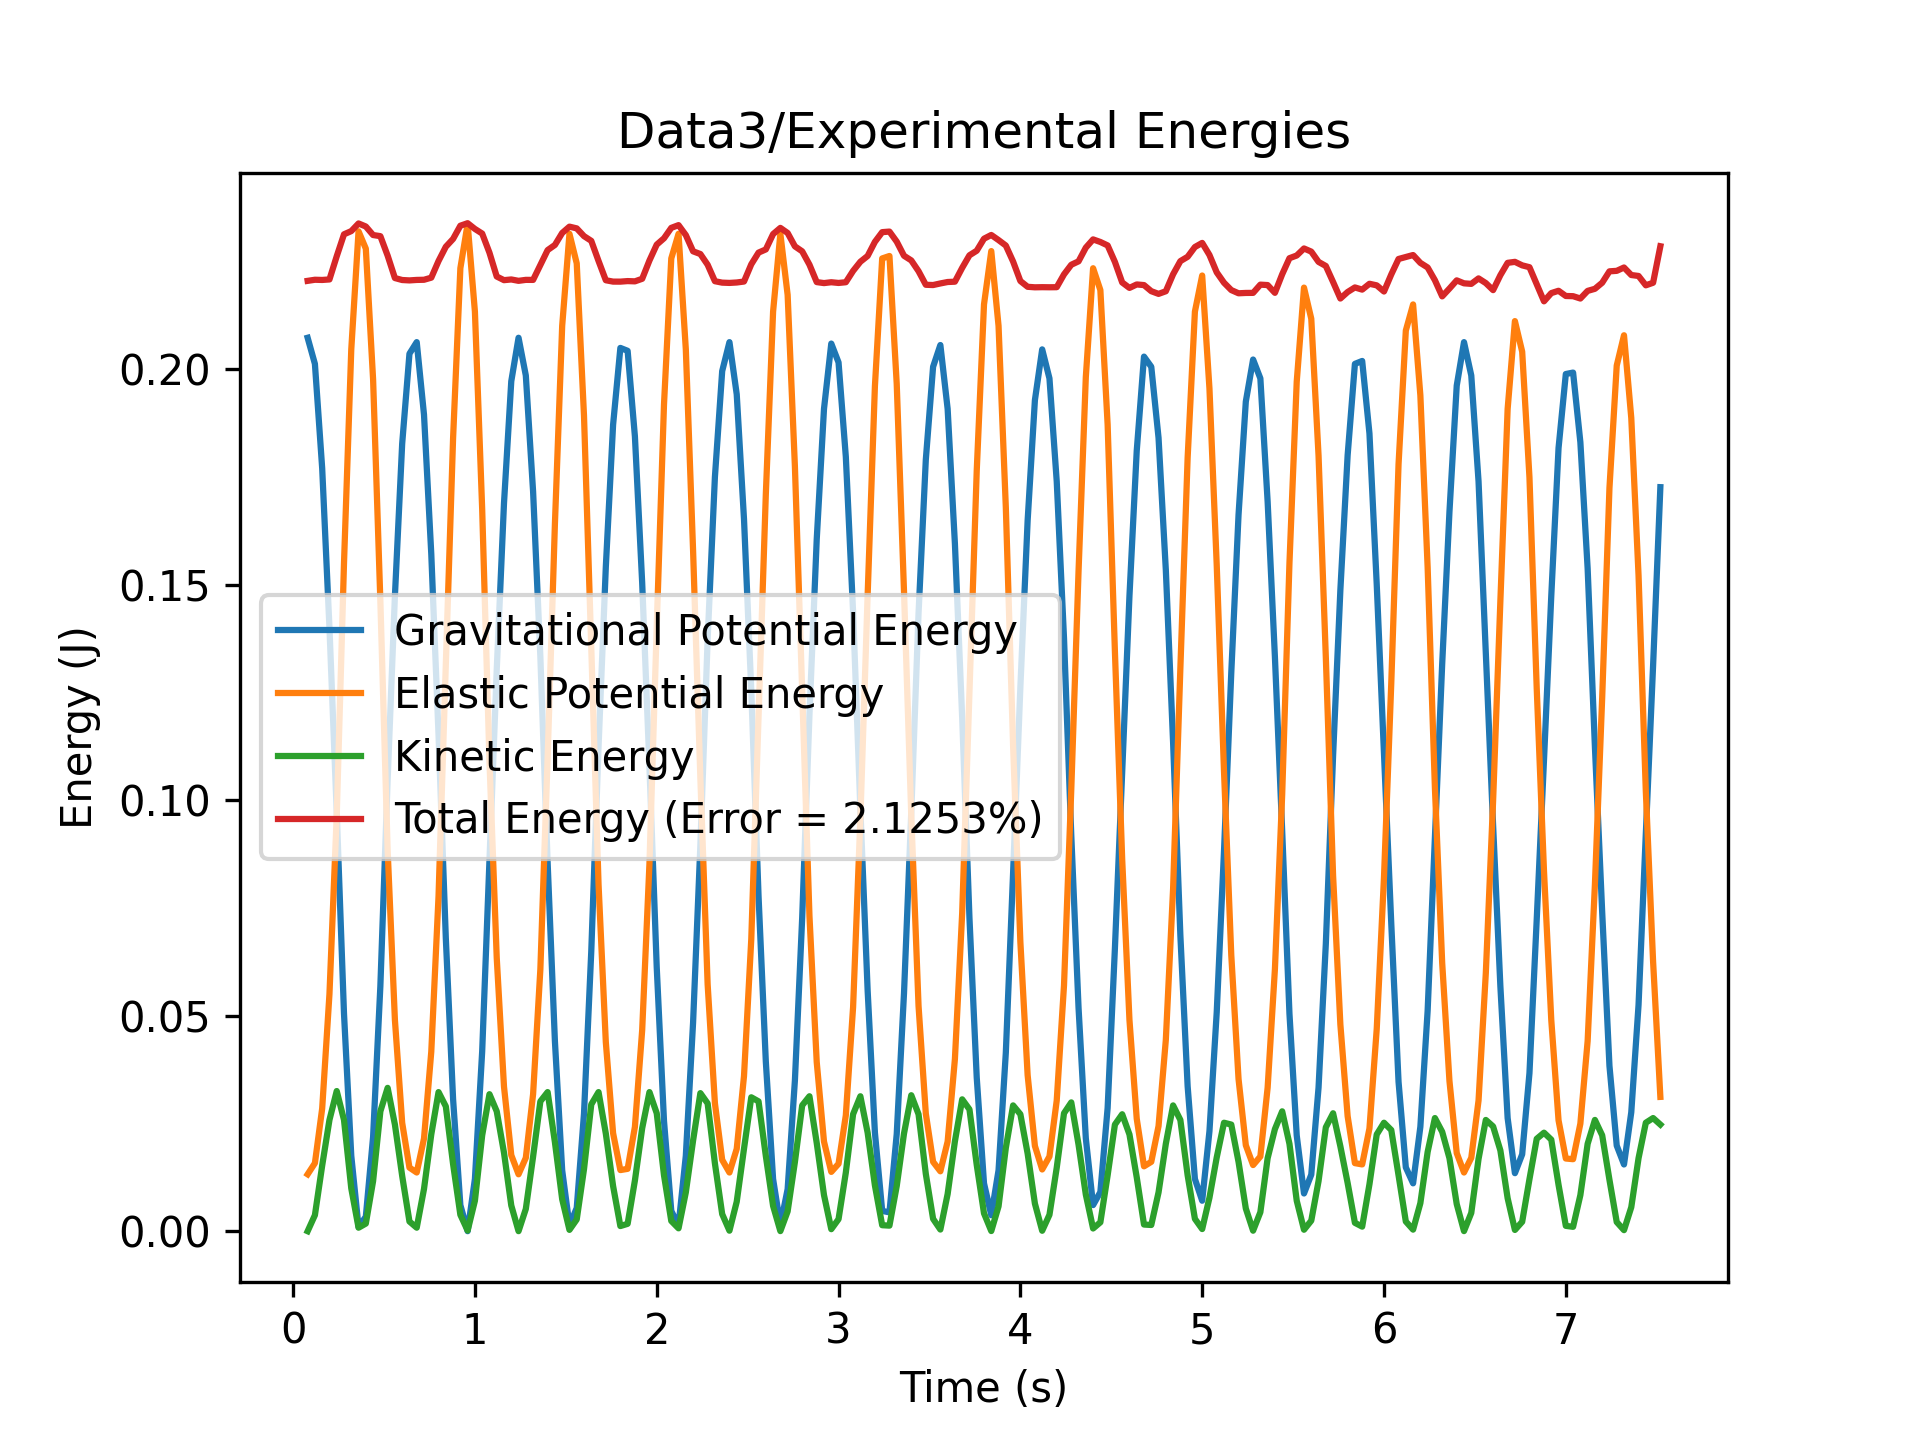 Data3/Experimental Energies
Energy (J)
0.20
0.15
0.10
0.05
0.00
Gravitational Potential Energy
Elastic Potential Energy
Kinetic Energy
Total Energy (Error = 2.1253%)
0 1 2 3 4 5 6 7
Time (s)